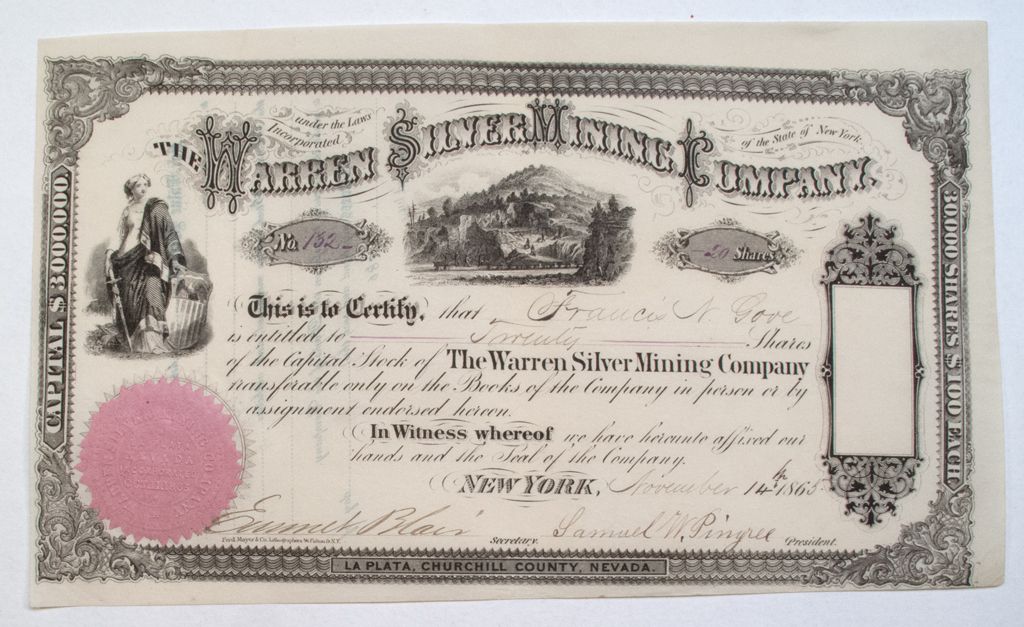 Incorporated under the Laws of the State of New York
THE WARREN SILVER MINING COMPANY.
No. 132
20 Shares
This is to Certify, that Francis N. Gove
is entitled to Twenty Shares
of the Capital Stock of The Warren Silver Mining Company
transferable only on the Books of the Company in person or by
assignment endorsed hereon.
In Witness whereof we have hereunto affixed our
hands and the Seal of the Company.
NEW YORK, November 14th 1865
Emmet Blair Secretary. Samuel W. Pingree President.
LA PLATA, CHURCHILL COUNTY, NEVADA.
CAPITAL $3000.000
30.000 SHARES $100 EACH